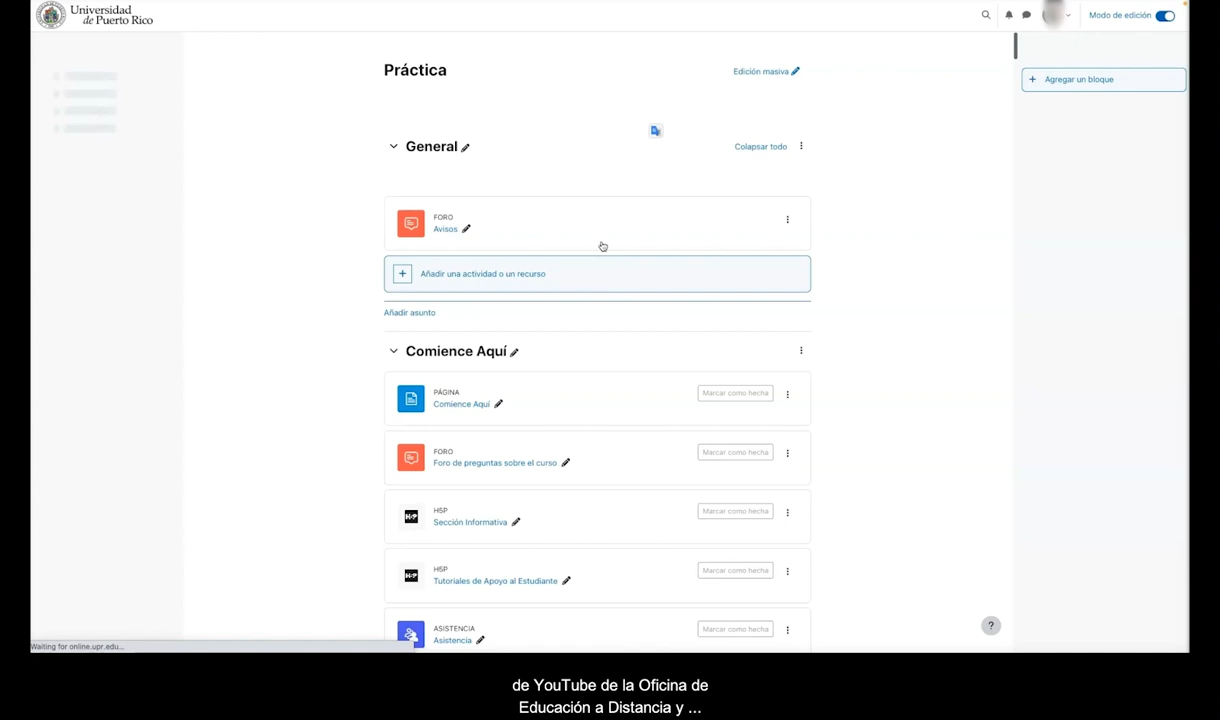 Universidad
de Puerto Rico
Modo de edición
Práctica
Edición masiva
Agregar un bloque
General
Colapsar todo
FORO
Avisos
Añadir una actividad o un recurso
Añadir asunto
Comience Aquí
PÁGINA
Comience Aquí
Marcar como hecha
FORO
Foro de preguntas sobre el curso
Marcar como hecha
H5P
H5P
Sección Informativa
Marcar como hecha
H5P
H5P
Tutoriales de Apoyo al Estudiante
Marcar como hecha
ASISTENCIA
Asistencia
Marcar como hecha
?
Waiting for online.upr.edu...
de YouTube de la Oficina de
Educación a Distancia y ...